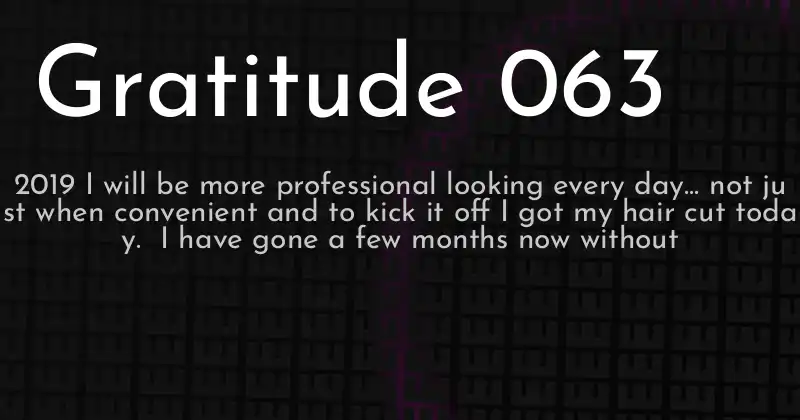 Gratitude 063
2019 I will be more professional looking every day... not ju
st when convenient and to kick it off I got my hair cut toda
y.  I have gone a few months now without